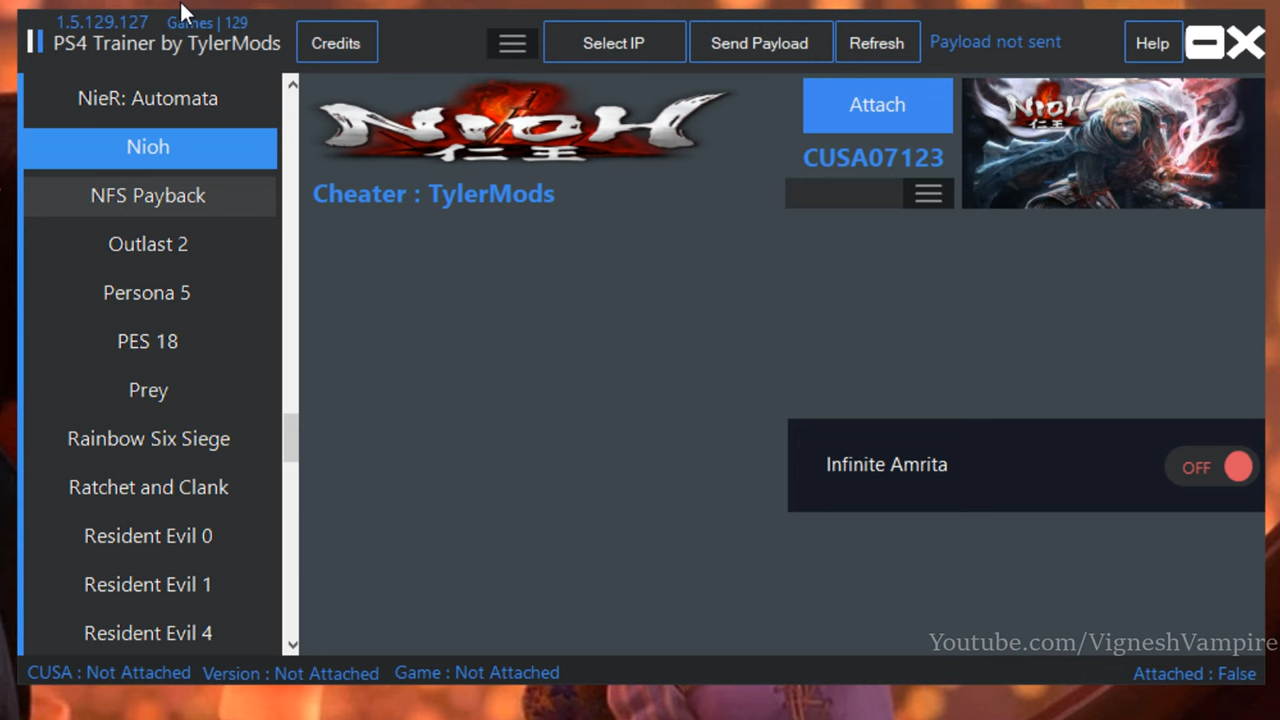 1.5.129.127 Games | 129
PS4 Trainer by TylerMods
Credits
Select IP
Send Payload
Refresh
Payload not sent
Help
NieR: Automata
Nioh
NFS Payback
Outlast 2
Persona 5
PES 18
Prey
Rainbow Six Siege
Ratchet and Clank
Resident Evil 0
Resident Evil 1
Resident Evil 4
NIOH
仁王
Cheater : TylerMods
Attach
CUSA07123
NIOH
仁王
Infinite Amrita
OFF
Youtube.com/VigneshVampire
CUSA : Not Attached Version : Not Attached Game : Not Attached Attached : False